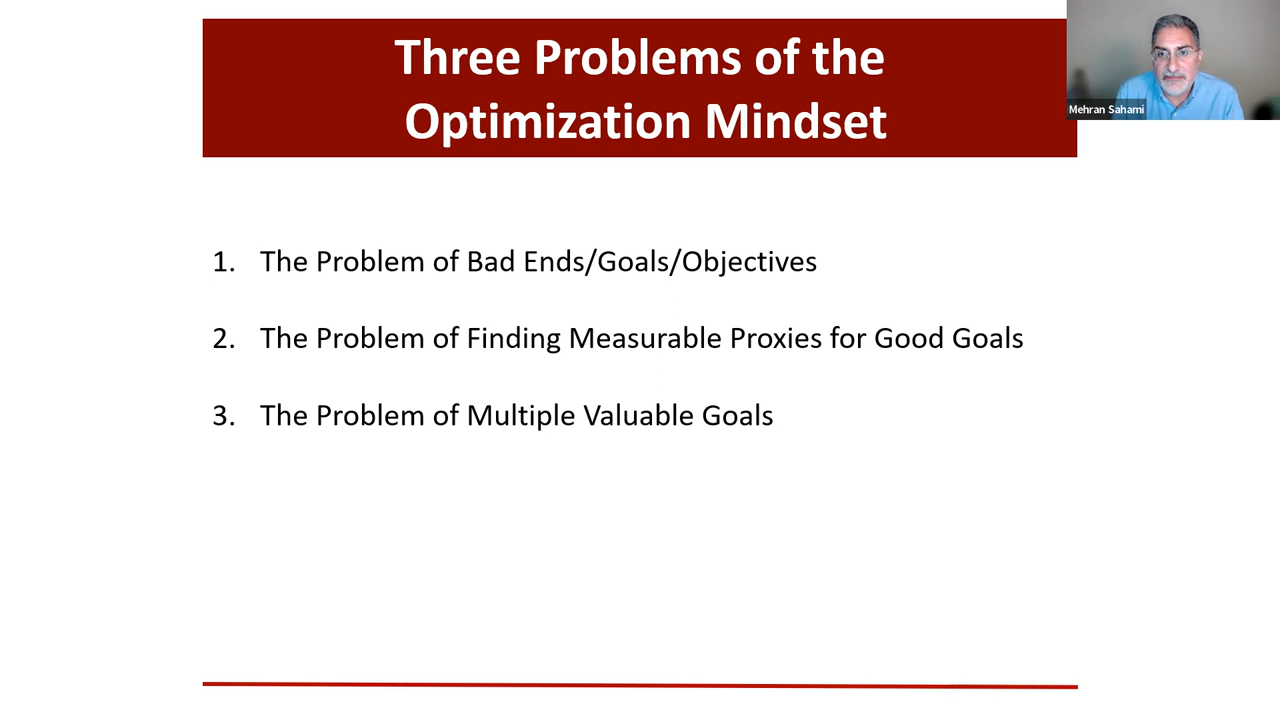 Three Problems of the
Optimization Mindset
Mehran Sahami
1. The Problem of Bad Ends/Goals/Objectives
2. The Problem of Finding Measurable Proxies for Good Goals
3. The Problem of Multiple Valuable Goals